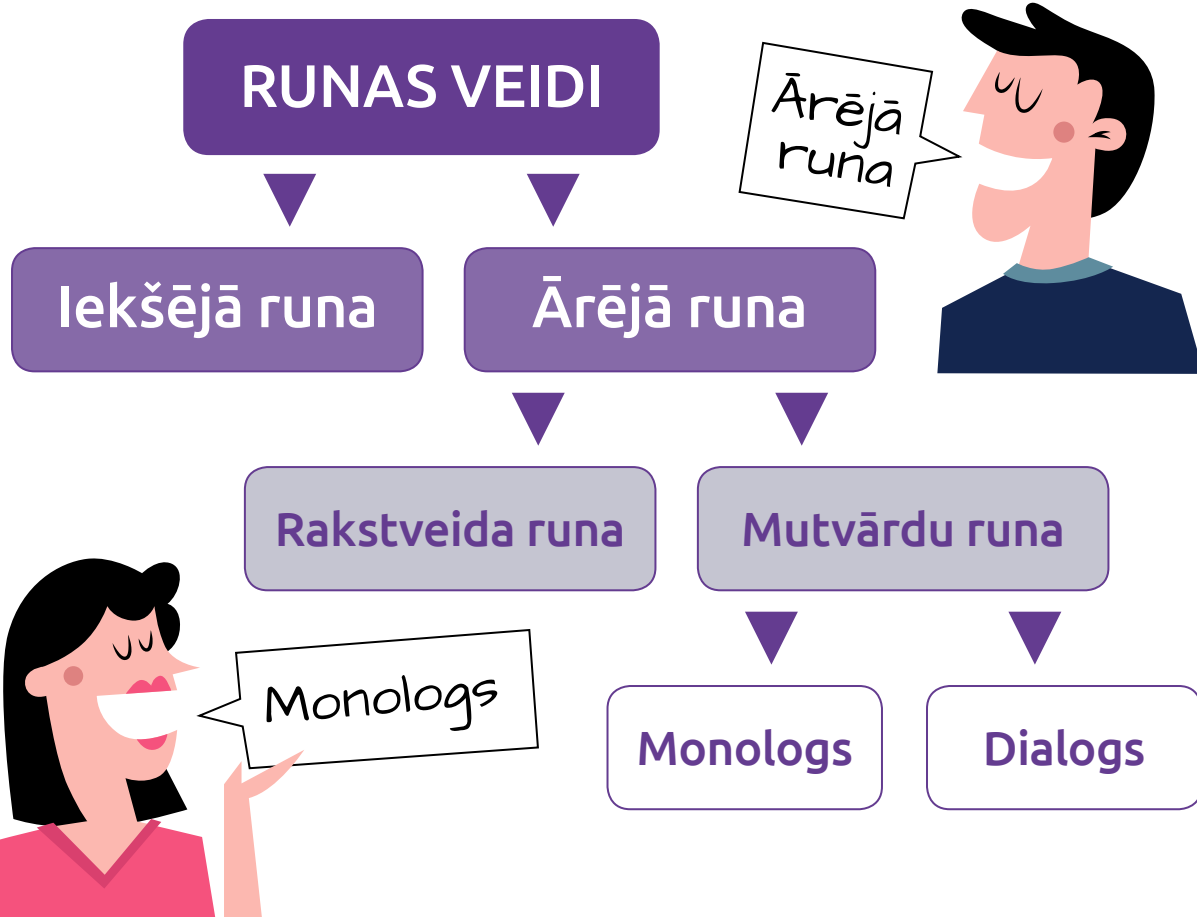 RUNAS VEIDI
Ārējā
runa
Iekšējā runa
Ārējā runa
Rakstveida runa
Mutvārdu runa
Monologs
Monologs
Dialogs